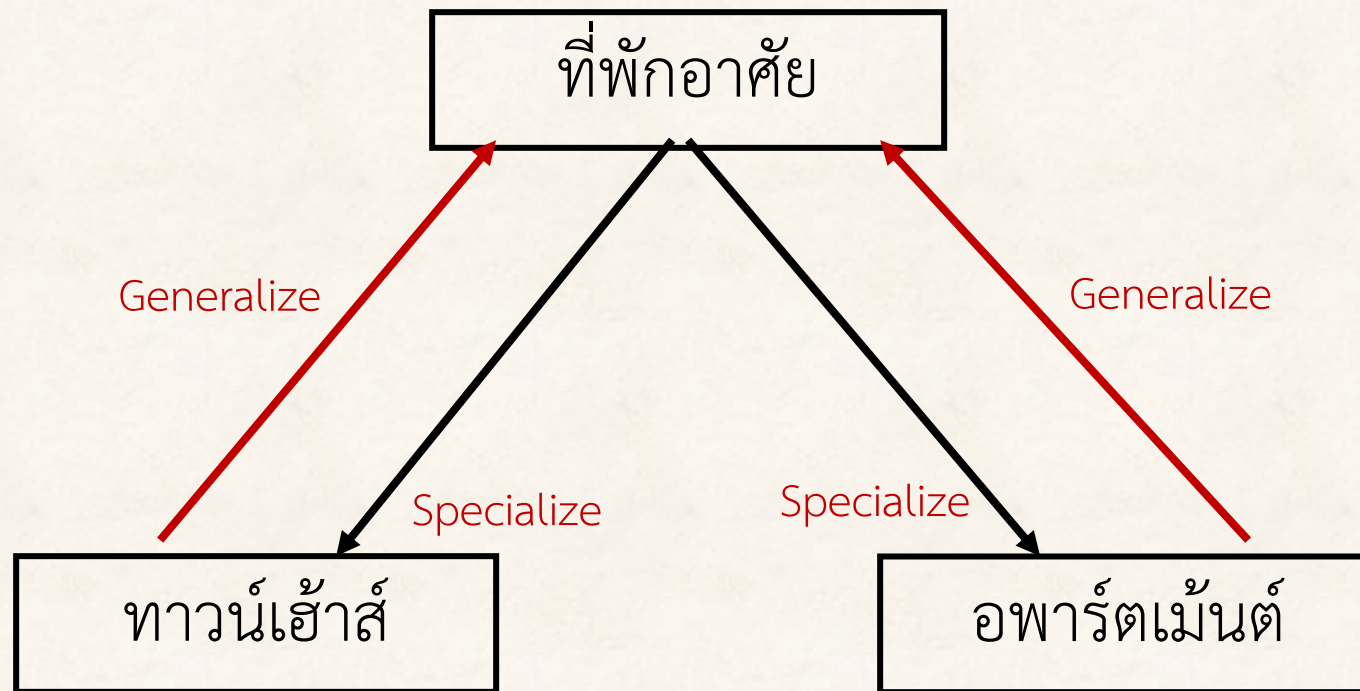 ที่พักอาศัย
Generalize
Generalize
Specialize
Specialize
ทาวน์เฮ้าส์
อพาร์ตเม้นต์